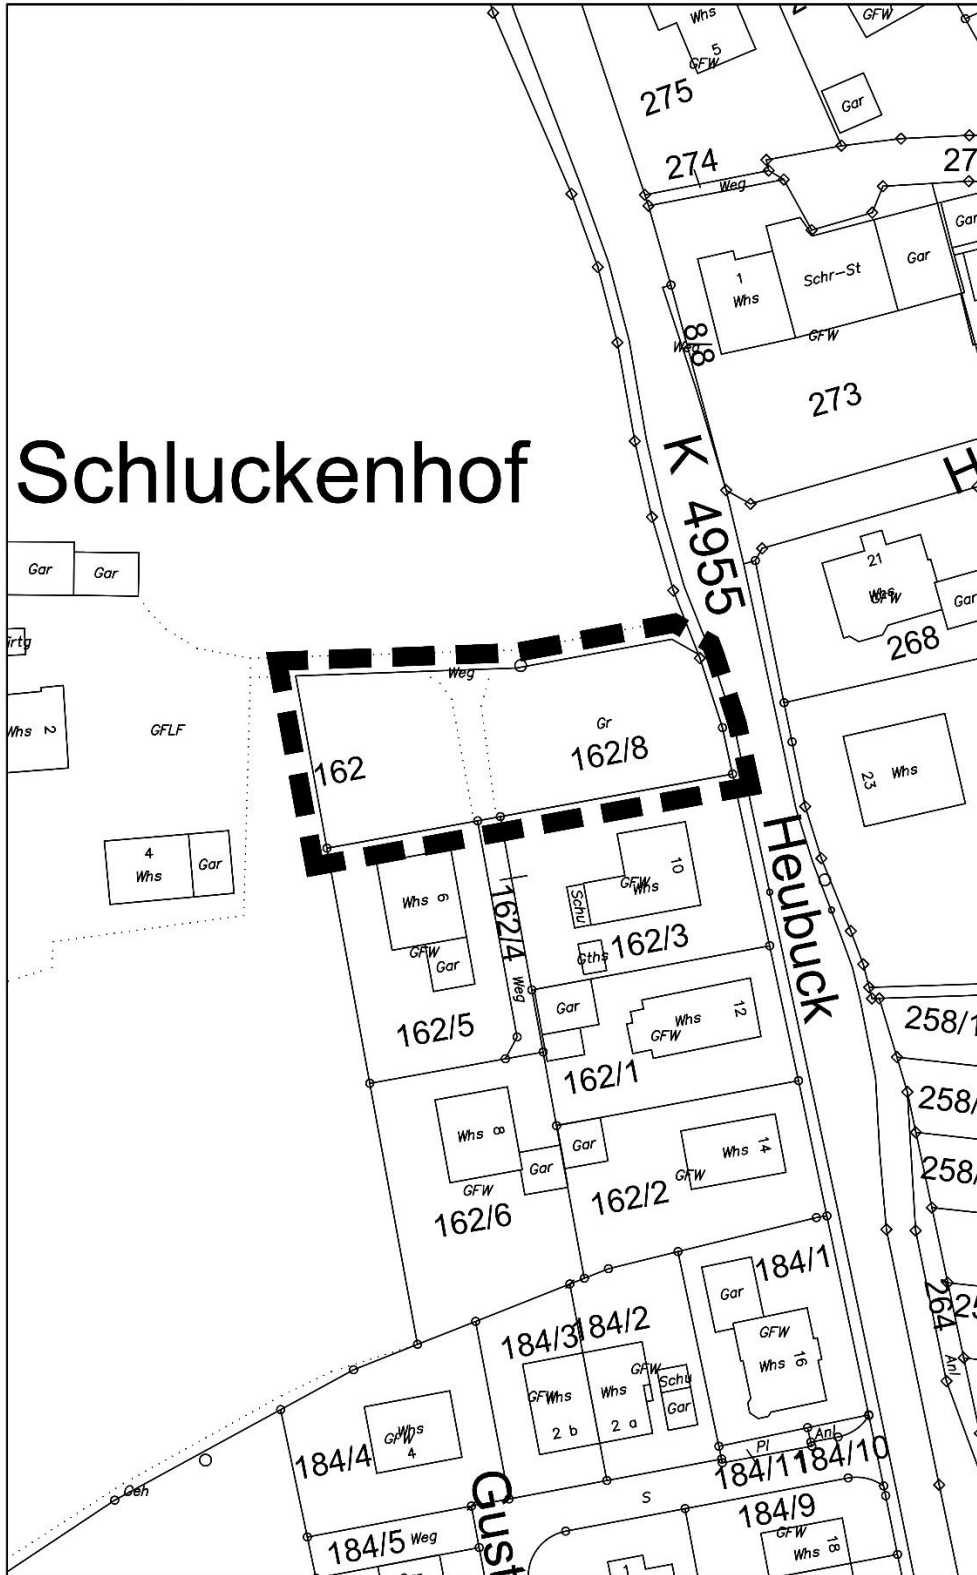 Whs
5
GFW
GFW
275
Gar
274
Weg
27
Gar
1
Whs
Schr-St
Gar
GFW
8/8
Weg
273
Schluckenhof
K 4955
H
Gar
Gar
21
Whs
GFW
Gar
268
Whs
2
GFLF
Weg
Gr
162
162/8
23
Whs
4
Whs
Gar
Heubuck
Whs
6
GFW
Gar
10
GFW
Whs
Schu
162/4
Weg
162/3
Gths
162/5
Gar
Whs
12
GFW
162/1
258/1
258/
258/
Whs
8
GFW
Gar
Gar
Whs
14
GFW
162/6
162/2
184/1
Gar
GFW
Whs
16
264
Anl
25
184/3
184/2
GFW
Whs
2 b
Whs
2 a
GFW
Schu
Gar
Whs
GFW
4
184/4
Pl
Anl
184/11
184/10
Geh
S
184/9
184/5
Weg
Gust
GFW
Whs
18
1